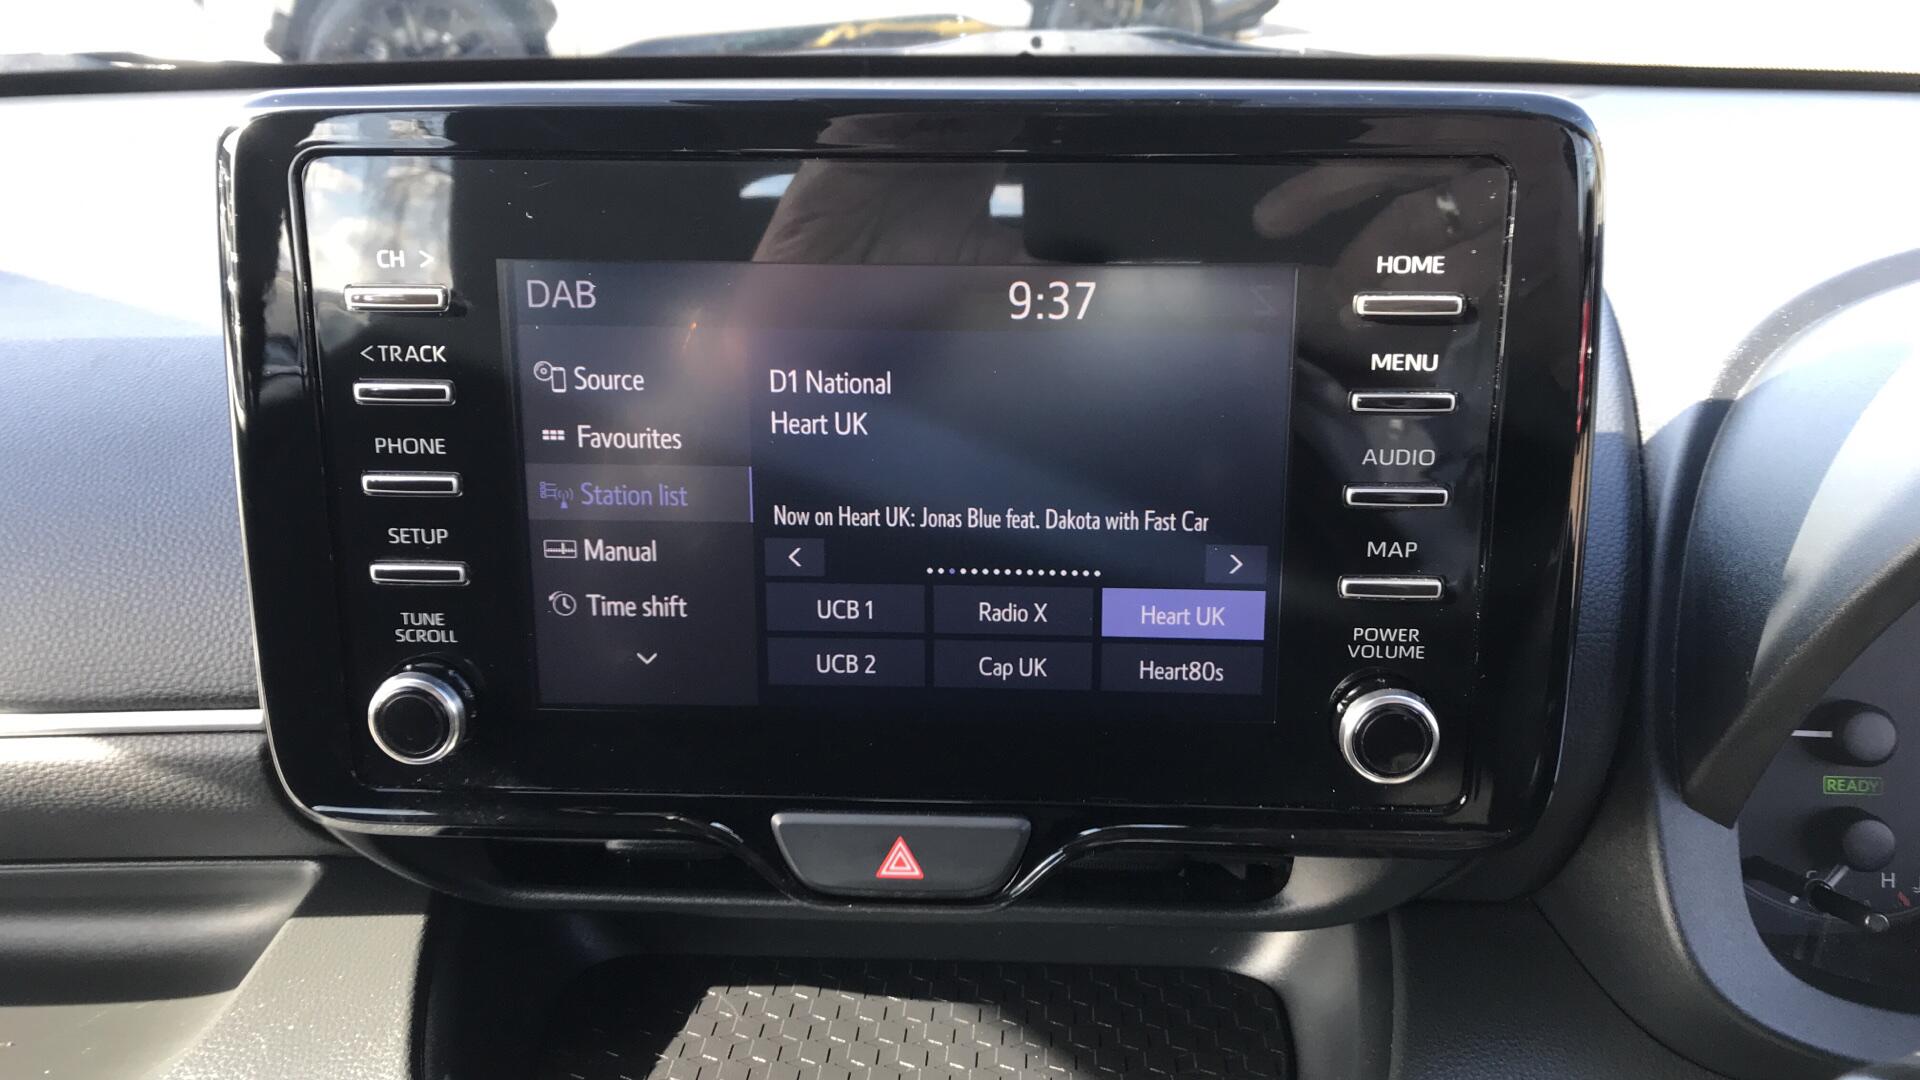 CH >
< TRACK
PHONE
SETUP
TUNE
SCROLL
DAB
9:37
Source
Favourites
Station list
Manual
Time shift
D1 National
Heart UK
Now on Heart UK: Jonas Blue feat. Dakota with Fast Car
<
>
UCB 1
Radio X
Heart UK
UCB 2
Cap UK
Heart80s
HOME
MENU
AUDIO
MAP
POWER
VOLUME
READY
H